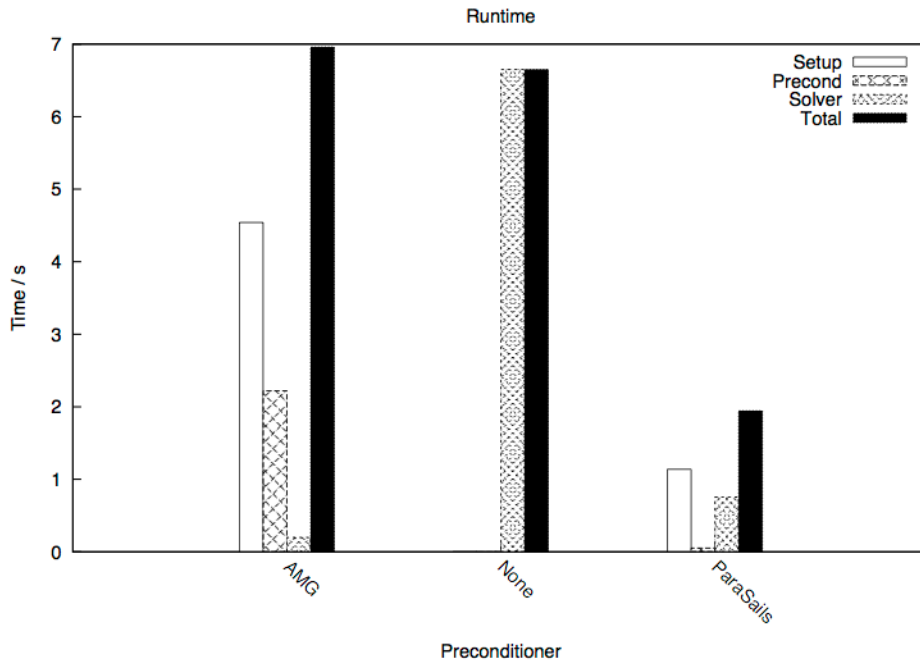 Runtime
7
6
5
4
3
2
1
0
Time / s
Setup
Precond
Solver
Total
AMG
None
ParaSails
Preconditioner